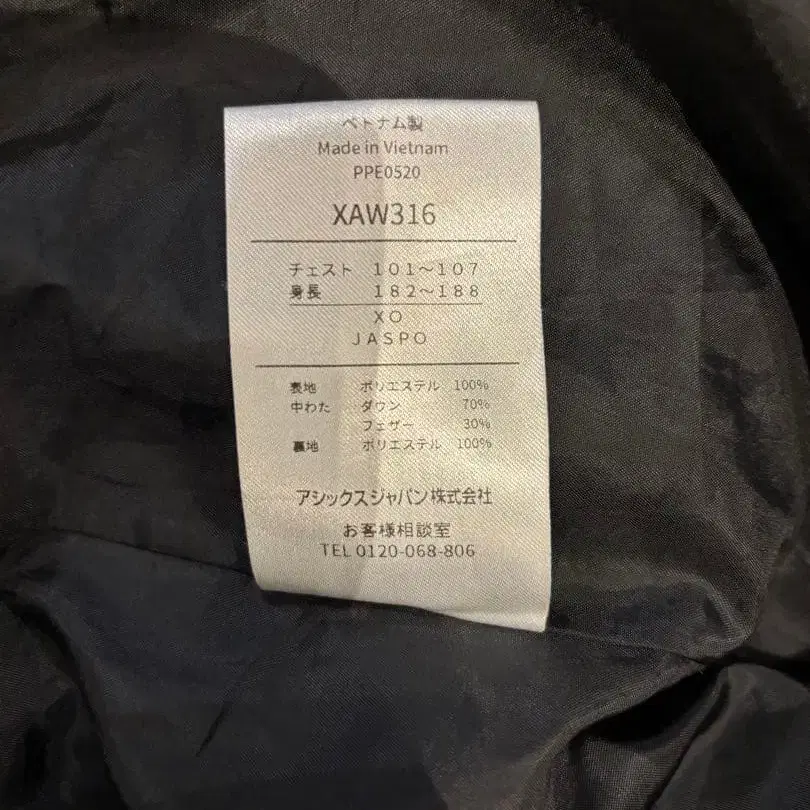 ベトナム製
Made in Vietnam
PPE0520
XAW316
チェスト 101～107
身長 182～188
XO
JASPO
表地 ポリエステル 100%
中わた ダウン 70%
フェザー 30%
裏地 ポリエステル 100%
アシックスジャパン株式会社
お客様相談室
TEL 0120-068-806